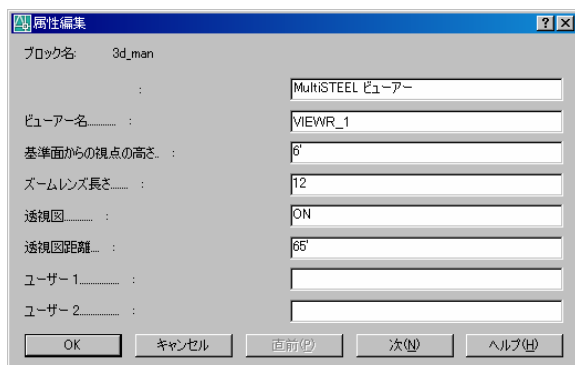 属性編集
ブロック名: 3d_man
: MultiSTEEL ビューアー
ビューアー名............ : VIEWR_1
基準面からの視点の高さ.. : 6'
ズームレンズ長さ....... : 12
透視図............ : ON
透視図距離.... : 65'
ユーザー 1................ :
ユーザー 2................ :
OK キャンセル 直前(P) 次(N) ヘルプ(H)